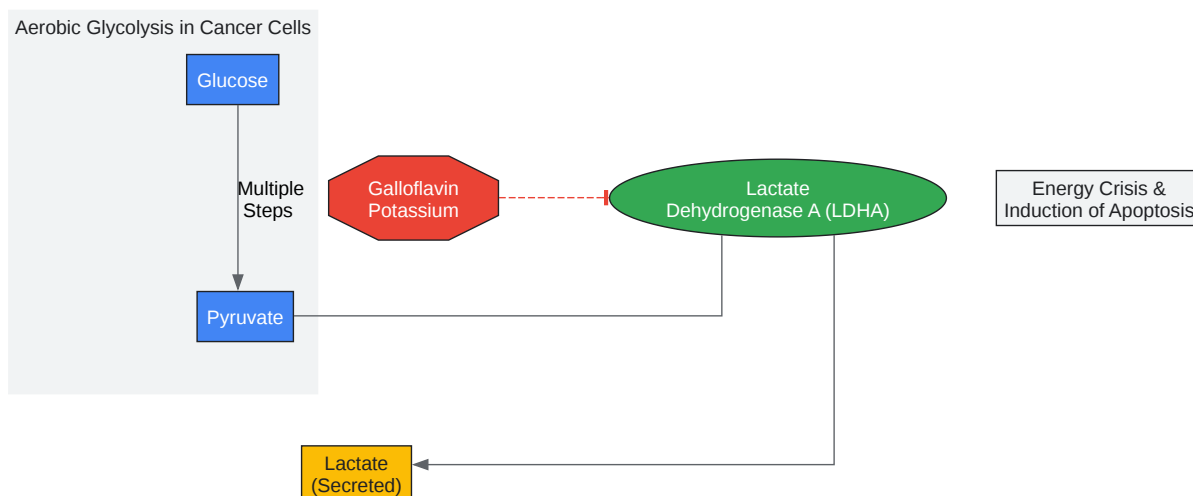 Aerobic Glycolysis in Cancer Cells
Glucose
Multiple
Steps
Galloflavin
Potassium
Lactate
Dehydrogenase A (LDHA)
Energy Crisis &
Induction of Apoptosis
Pyruvate
Lactate
(Secreted)